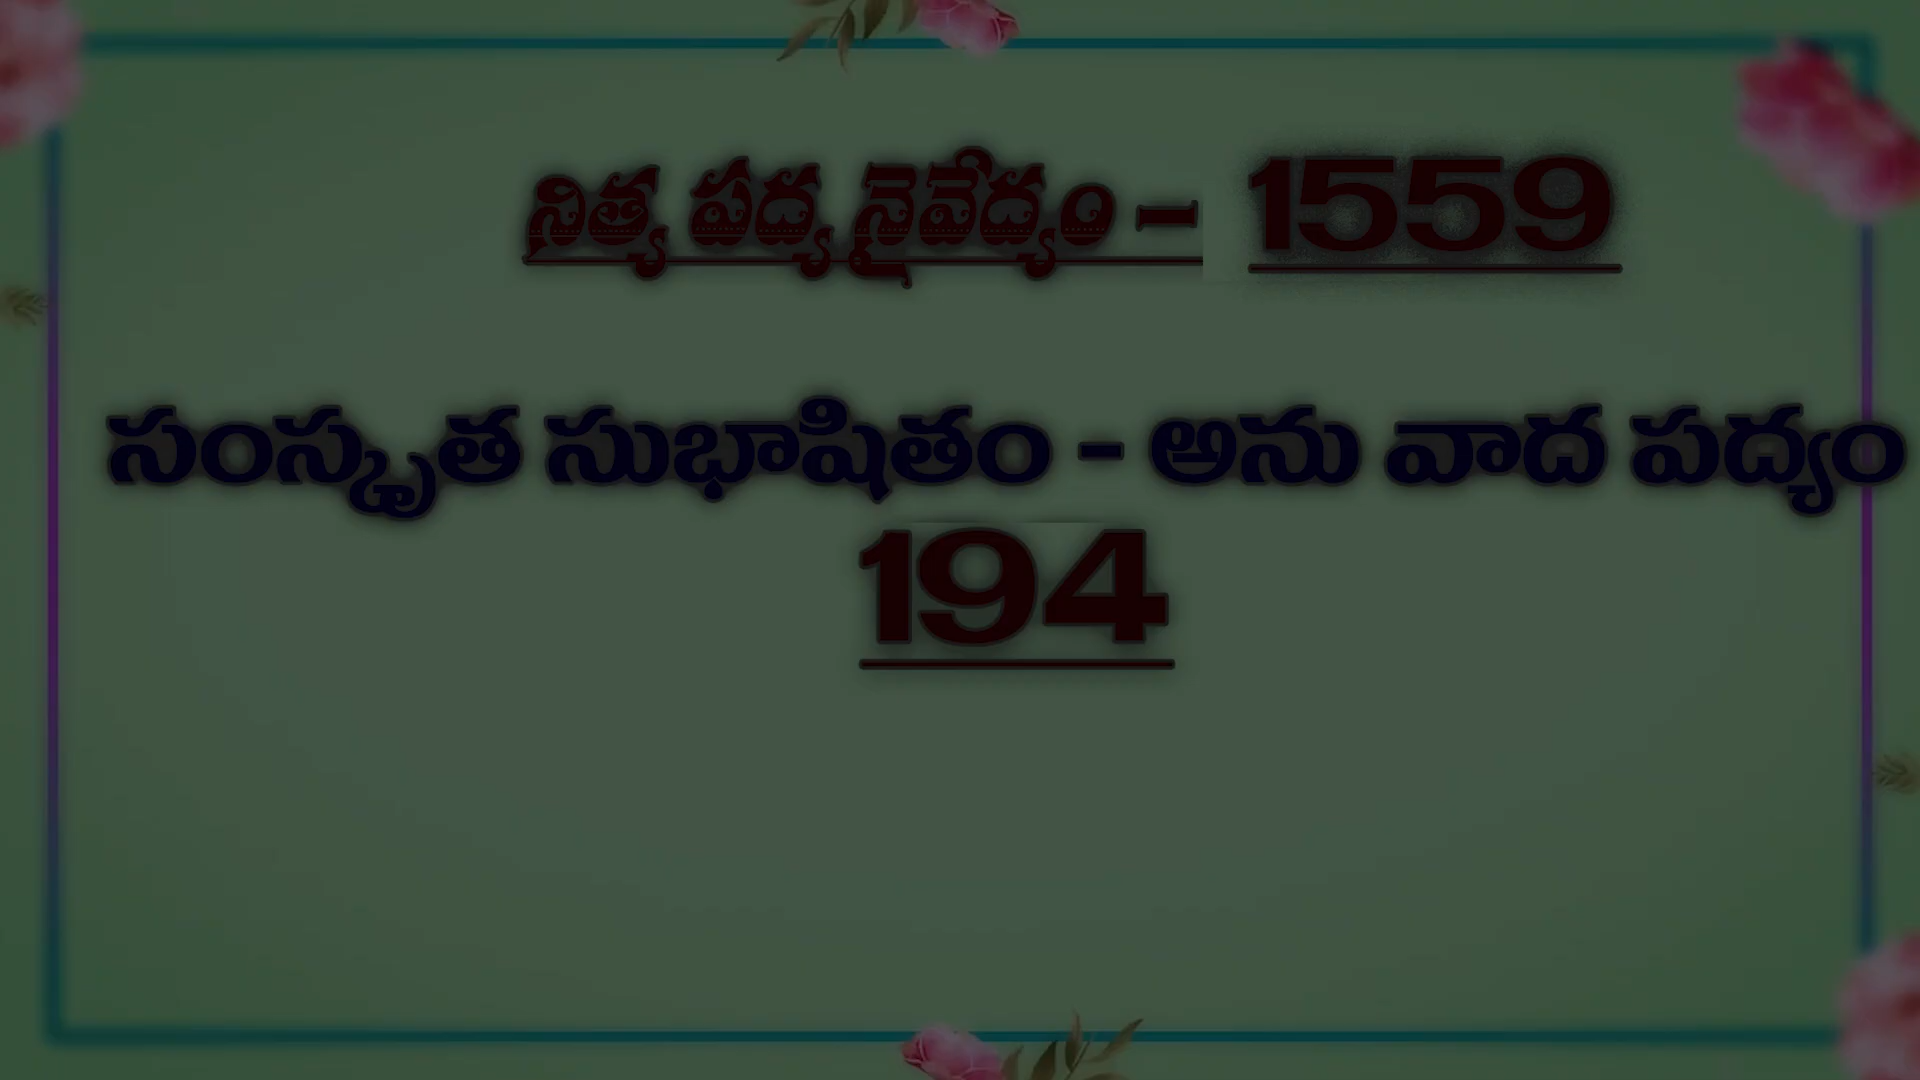 నిత్య పద్య నైవేద్యం – 1559
సంస్కృత సుభాషితం - అను వాద పద్యం
194